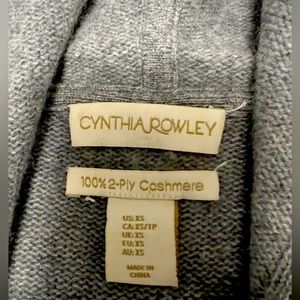 CYNTHIA ROWLEY
100% 2-Ply Cashmere
US: XS
CA: XS/TP
UK: XS
EU: XS
AU: XS
MADE IN
CHINA